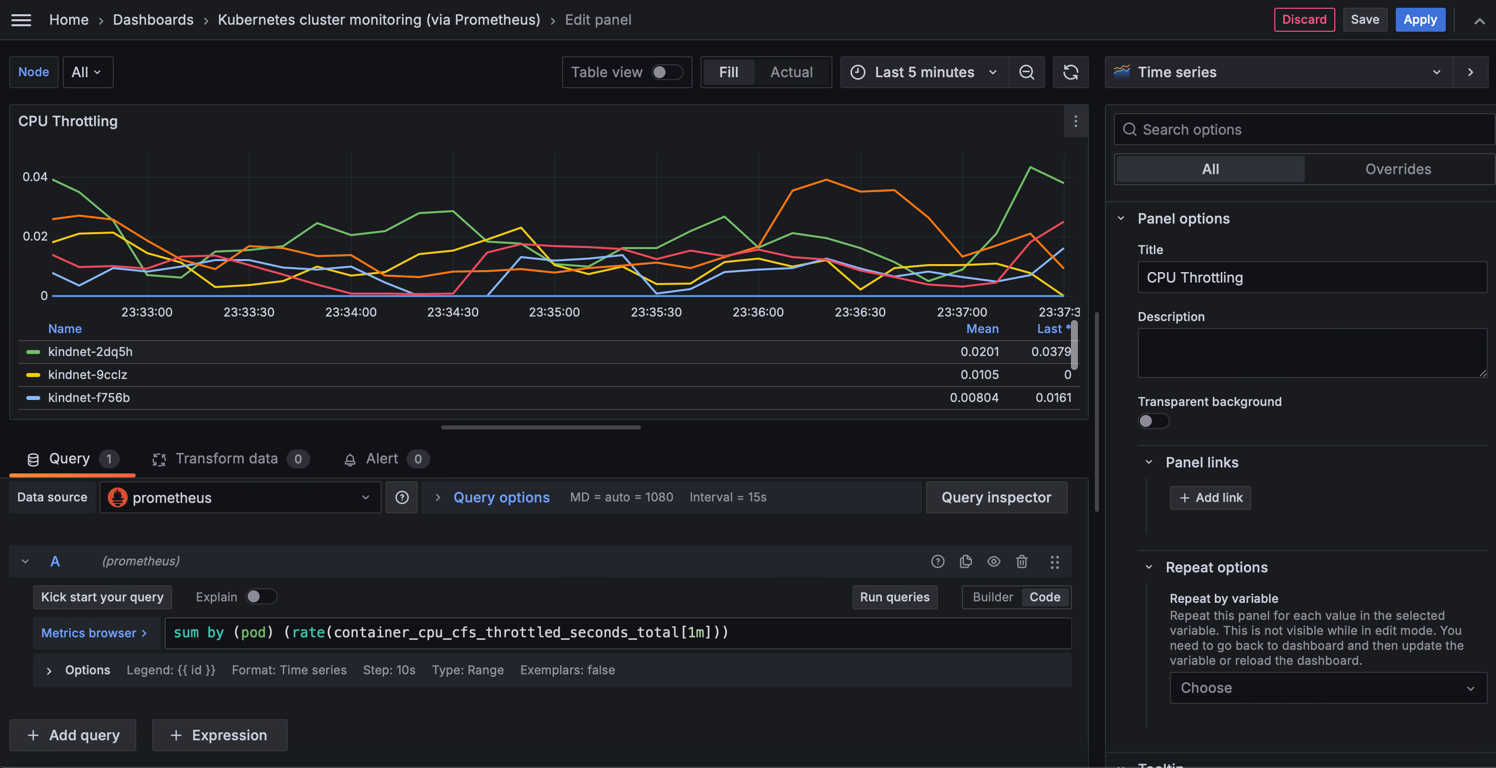 Home › Dashboards › Kubernetes cluster monitoring (via Prometheus) › Edit panel
Discard Save Apply
Node All
Table view Fill Actual Last 5 minutes
Time series
CPU Throttling
0.04
0.02
0
23:33:00 23:33:30 23:34:00 23:34:30 23:35:00 23:35:30 23:36:00 23:36:30 23:37:00 23:37:3
Name Mean Last *
kindnet-2dq5h 0.0201 0.0379
kindnet-9cclz 0.0105 0
kindnet-f756b 0.00804 0.0161
Query 1 Transform data 0 Alert 0
Data source prometheus Query options MD = auto = 1080 Interval = 15s Query inspector
A (prometheus)
Kick start your query Explain Run queries Builder Code
Metrics browser > sum by (pod) (rate(container_cpu_cfs_throttled_seconds_total[1m]))
Options Legend: {{ id }} Format: Time series Step: 10s Type: Range Exemplars: false
+ Add query + Expression
Search options
All Overrides
Panel options
Title
CPU Throttling
Description
Transparent background
Panel links
+ Add link
Repeat options
Repeat by variable
Repeat this panel for each value in the selected
variable. This is not visible while in edit mode. You
need to go back to dashboard and then update the
variable or reload the dashboard.
Choose
Tooltip